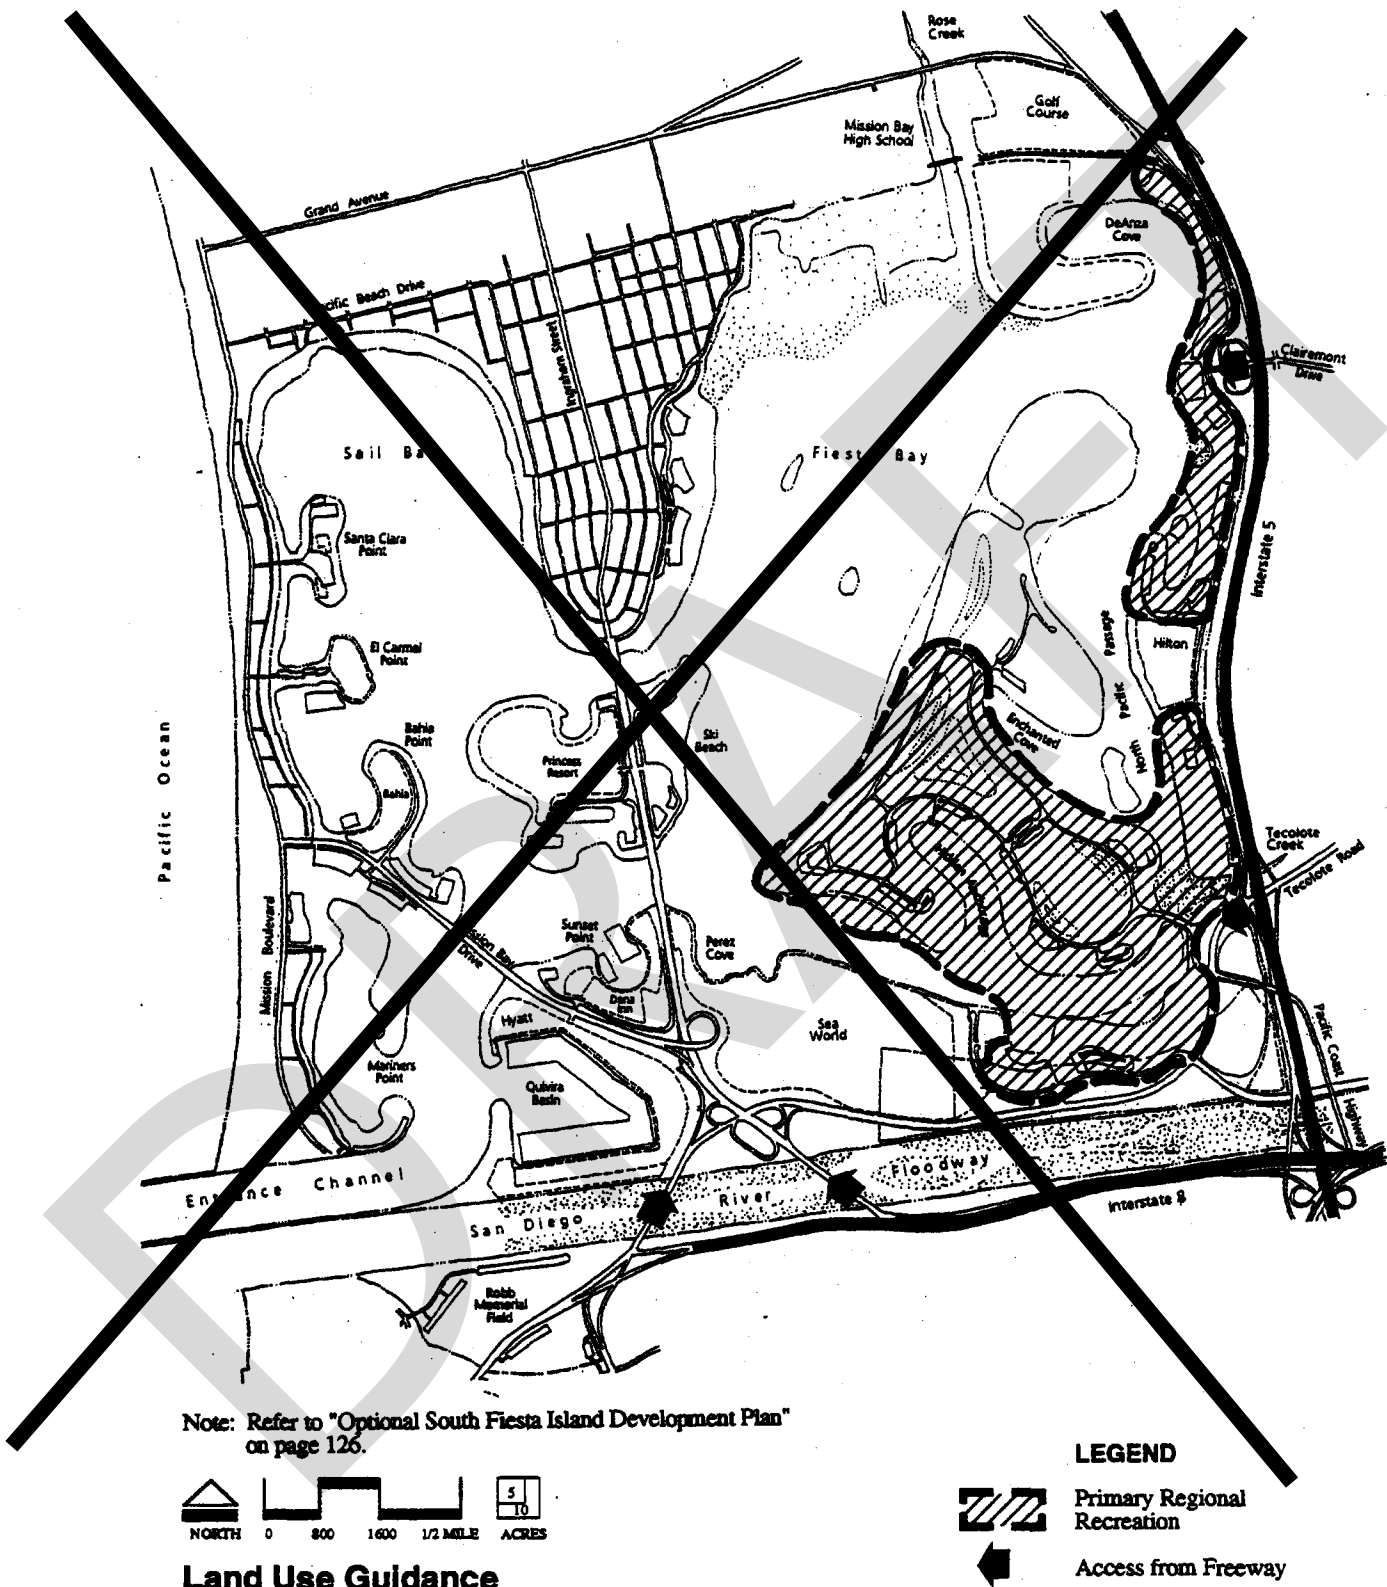 Rose
Creek
Golf
Course
Mission Bay
High School
Grand Avenue
DeAnza
Cove
cific Beach Drive
Ingraham Street
Clairemont
Drive
Sail Ba
Fiest Bay
Santa Clara
Point
Interstate 5
El Carmel
Point
Hilton
North Pacific Passage
Pacific Ocean
Bahia
Point
Ski
Beach
Enchanted
Cove
Princess
Resort
Bahia
Tecolote
Creek
Tecolote Road
Mission Boulevard
Sunset
Point
Perez
Cove
ssion Bay
Drive
Dana
Inn
Hyatt
Sea
World
Mariners
Point
Quivira
Basin
Pacific Coast Highway
Entrance Channel
San Diego River Floodway
Interstate 8
Robb
Memorial
Field
DRAFT
Note: Refer to "Optional South Fiesta Island Development Plan"
on page 126.
5
10
NORTH 0 800 1600 1/2 MILE ACRES
Land Use Guidance
LEGEND
Primary Regional
Recreation
Access from Freeway